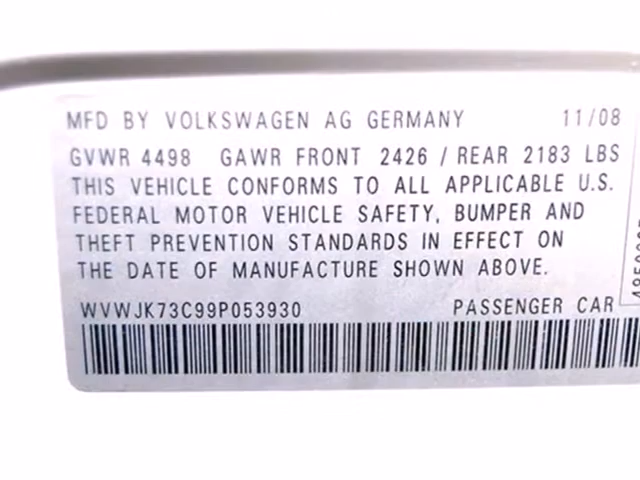 MFD BY VOLKSWAGEN AG GERMANY 11/08
GVWR 4498 GAWR FRONT 2426 / REAR 2183 LBS
THIS VEHICLE CONFORMS TO ALL APPLICABLE U.S.
FEDERAL MOTOR VEHICLE SAFETY, BUMPER AND
THEFT PREVENTION STANDARDS IN EFFECT ON
THE DATE OF MANUFACTURE SHOWN ABOVE.
WVWJK73C99P053930 PASSENGER CAR